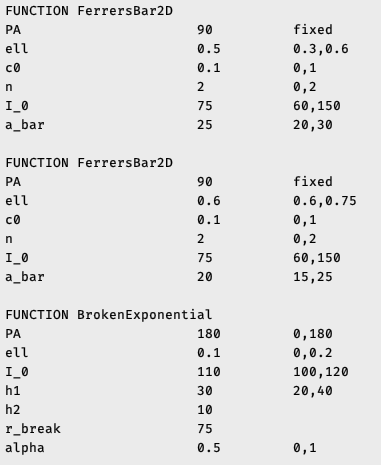 FUNCTION FerrersBar2D
PA 90 fixed
ell 0.5 0.3,0.6
c0 0.1 0,1
n 2 0,2
I_0 75 60,150
a_bar 25 20,30
FUNCTION FerrersBar2D
PA 90 fixed
ell 0.6 0.6,0.75
c0 0.1 0,1
n 2 0,2
I_0 75 60,150
a_bar 20 15,25
FUNCTION BrokenExponential
PA 180 0,180
ell 0.1 0,0.2
I_0 110 100,120
h1 30 20,40
h2 10
r_break 75
alpha 0.5 0,1